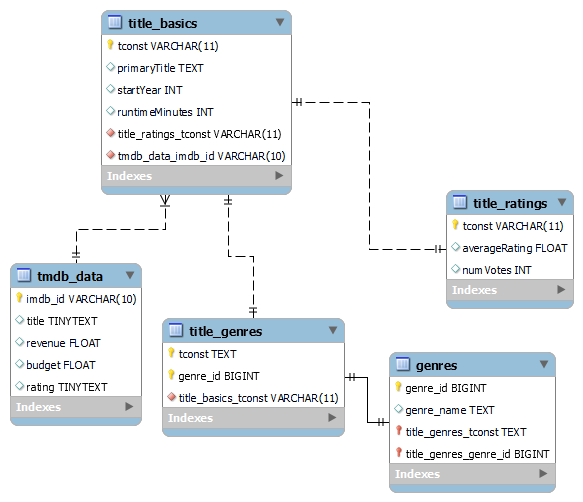 title_basics
tconst VARCHAR(11)
primaryTitle TEXT
startYear INT
runtimeMinutes INT
title_ratings_tconst VARCHAR(11)
tmdb_data_imdb_id VARCHAR(10)
Indexes
title_ratings
tconst VARCHAR(11)
averageRating FLOAT
numVotes INT
Indexes
tmdb_data
imdb_id VARCHAR(10)
title TINYTEXT
revenue FLOAT
budget FLOAT
rating TINYTEXT
Indexes
title_genres
tconst TEXT
genre_id BIGINT
title_basics_tconst VARCHAR(11)
Indexes
genres
genre_id BIGINT
genre_name TEXT
title_genres_tconst TEXT
title_genres_genre_id BIGINT
Indexes